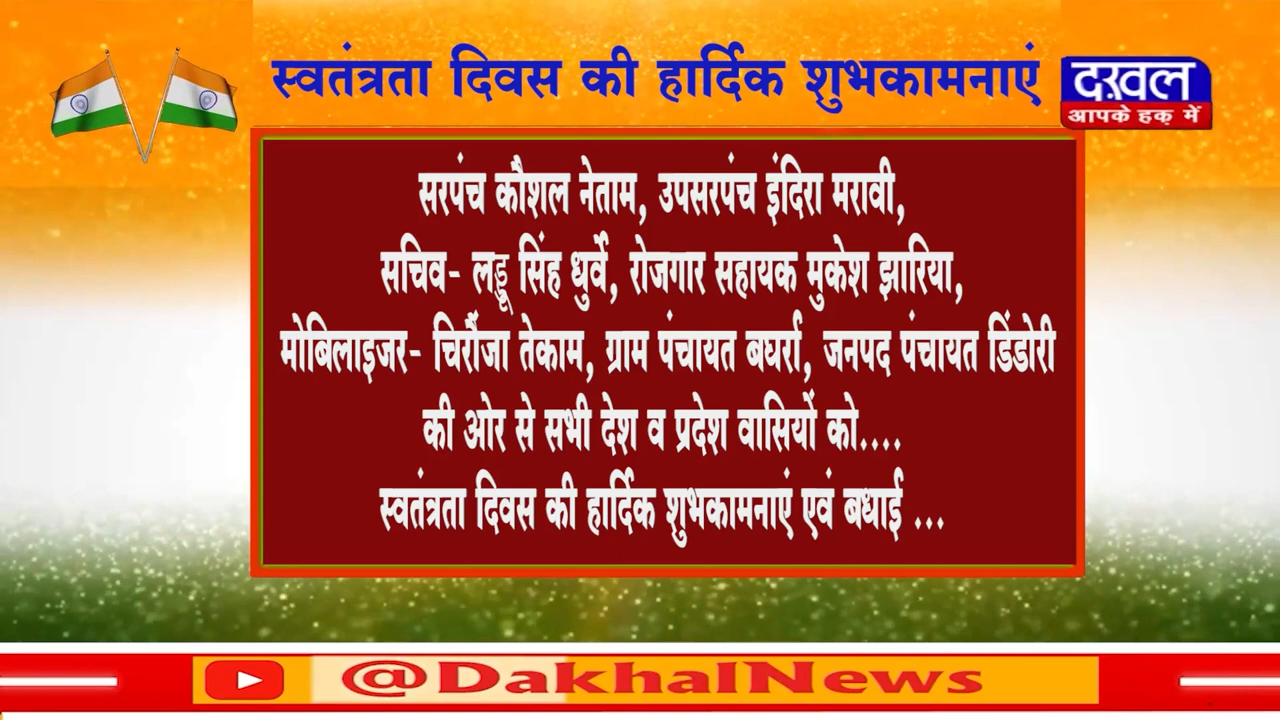 स्वतंत्रता दिवस की हार्दिक शुभकामनाएं
दख़ल
आपके हक़ में
सरपंच कौशल नेताम, उपसरपंच इंदिरा मरावी,
सचिव- लड्डू सिंह धुर्वे, रोजगार सहायक मुकेश झारिया,
मोबिलाइजर- चिरौंजा तेकाम, ग्राम पंचायत बघर्रा, जनपद पंचायत डिंडोरी
की ओर से सभी देश व प्रदेश वासियों को....
स्वतंत्रता दिवस की हार्दिक शुभकामनाएं एवं बधाई ...
@DakhalNews